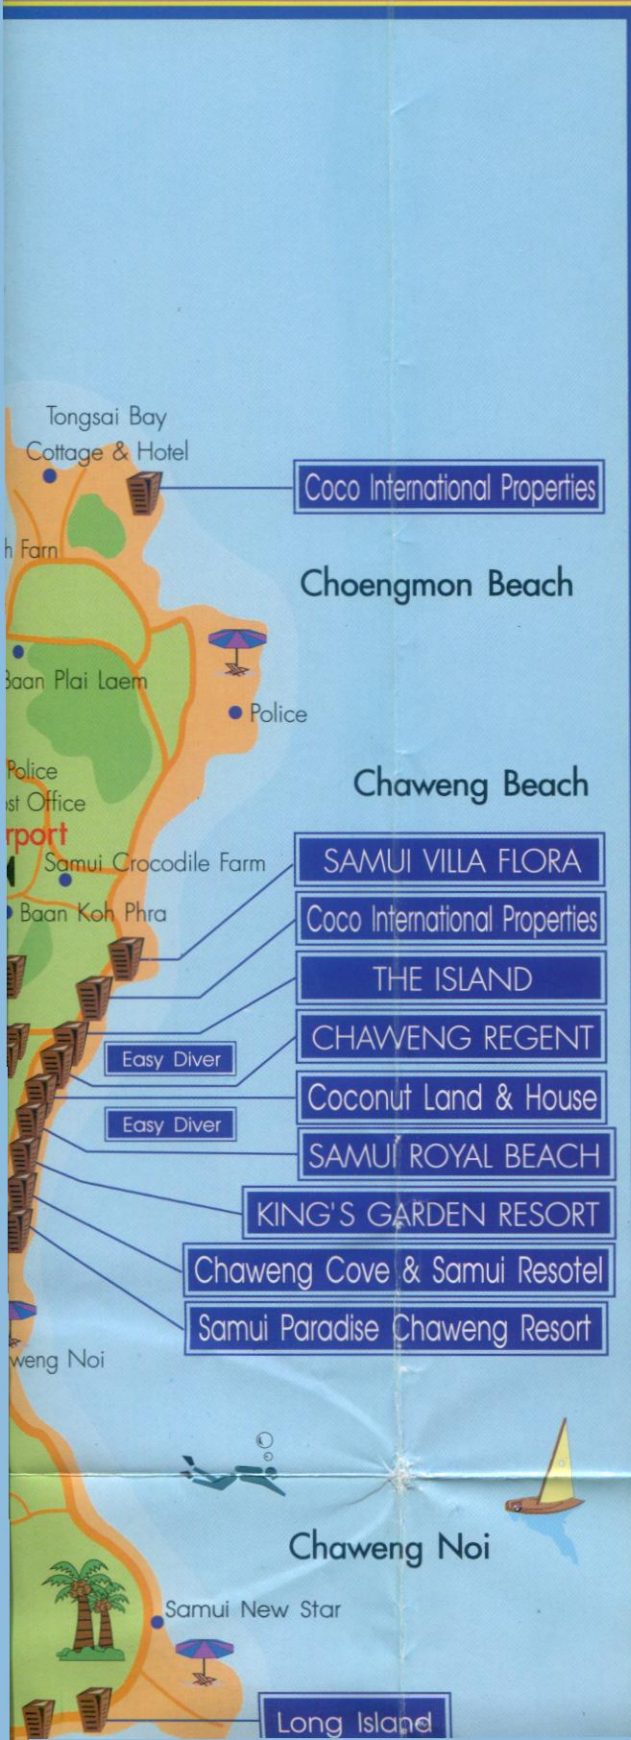 Tongsai Bay
Cottage & Hotel
Coco International Properties
h Farn
Choengmon Beach
Baan Plai Laem
Police
Chaweng Beach
Police
ost Office
rport
Samui Crocodile Farm
SAMUI VILLA FLORA
Baan Koh Phra
Coco International Properties
THE ISLAND
CHAWENG REGENT
Easy Diver
Coconut Land & House
Easy Diver
SAMUI ROYAL BEACH
KING'S GARDEN RESORT
Chaweng Cove & Samui Resotel
Samui Paradise Chaweng Resort
weng Noi
Chaweng Noi
Samui New Star
Long Island